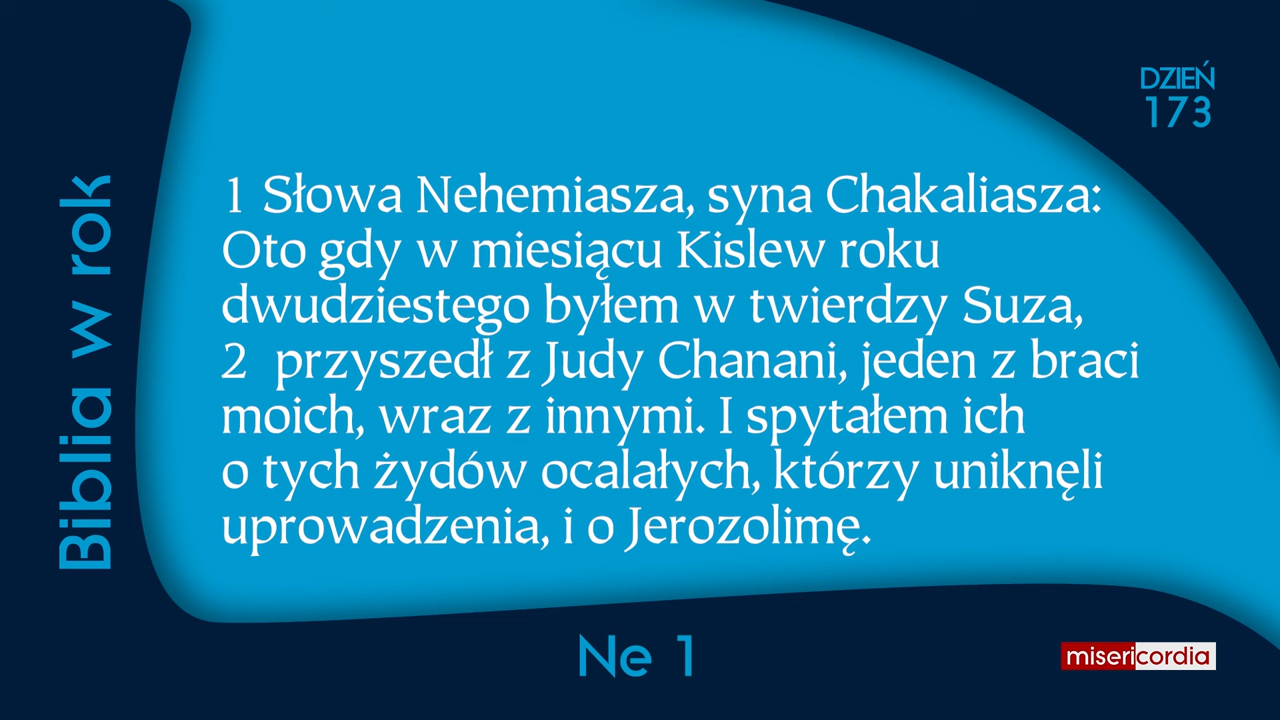 DZIEŃ
173
Biblia w rok
1 Słowa Nehemiasza, syna Chakaliasza:
Oto gdy w miesiącu Kislew roku
dwudziestego byłem w twierdzy Suza,
2 przyszedł z Judy Chanani, jeden z braci
moich, wraz z innymi. I spytałem ich
o tych żydów ocalałych, którzy uniknęli
uprowadzenia, i o Jerozolimę.
Ne 1
misericordia